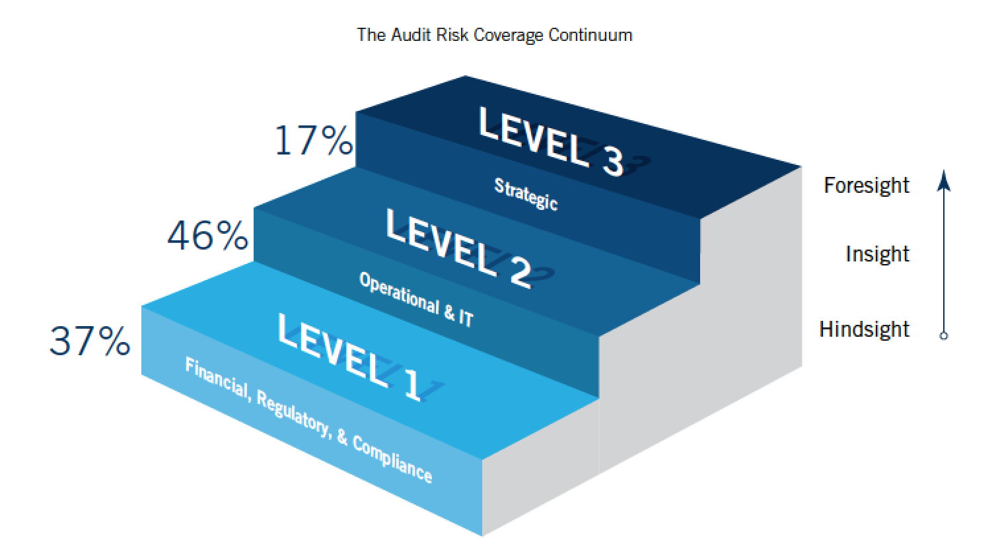 The Audit Risk Coverage Continuum
LEVEL 3
17%
Strategic
Foresight
LEVEL 2
46%
Operational & IT
Insight
LEVEL 1
37%
Financial, Regulatory, & Compliance
Hindsight